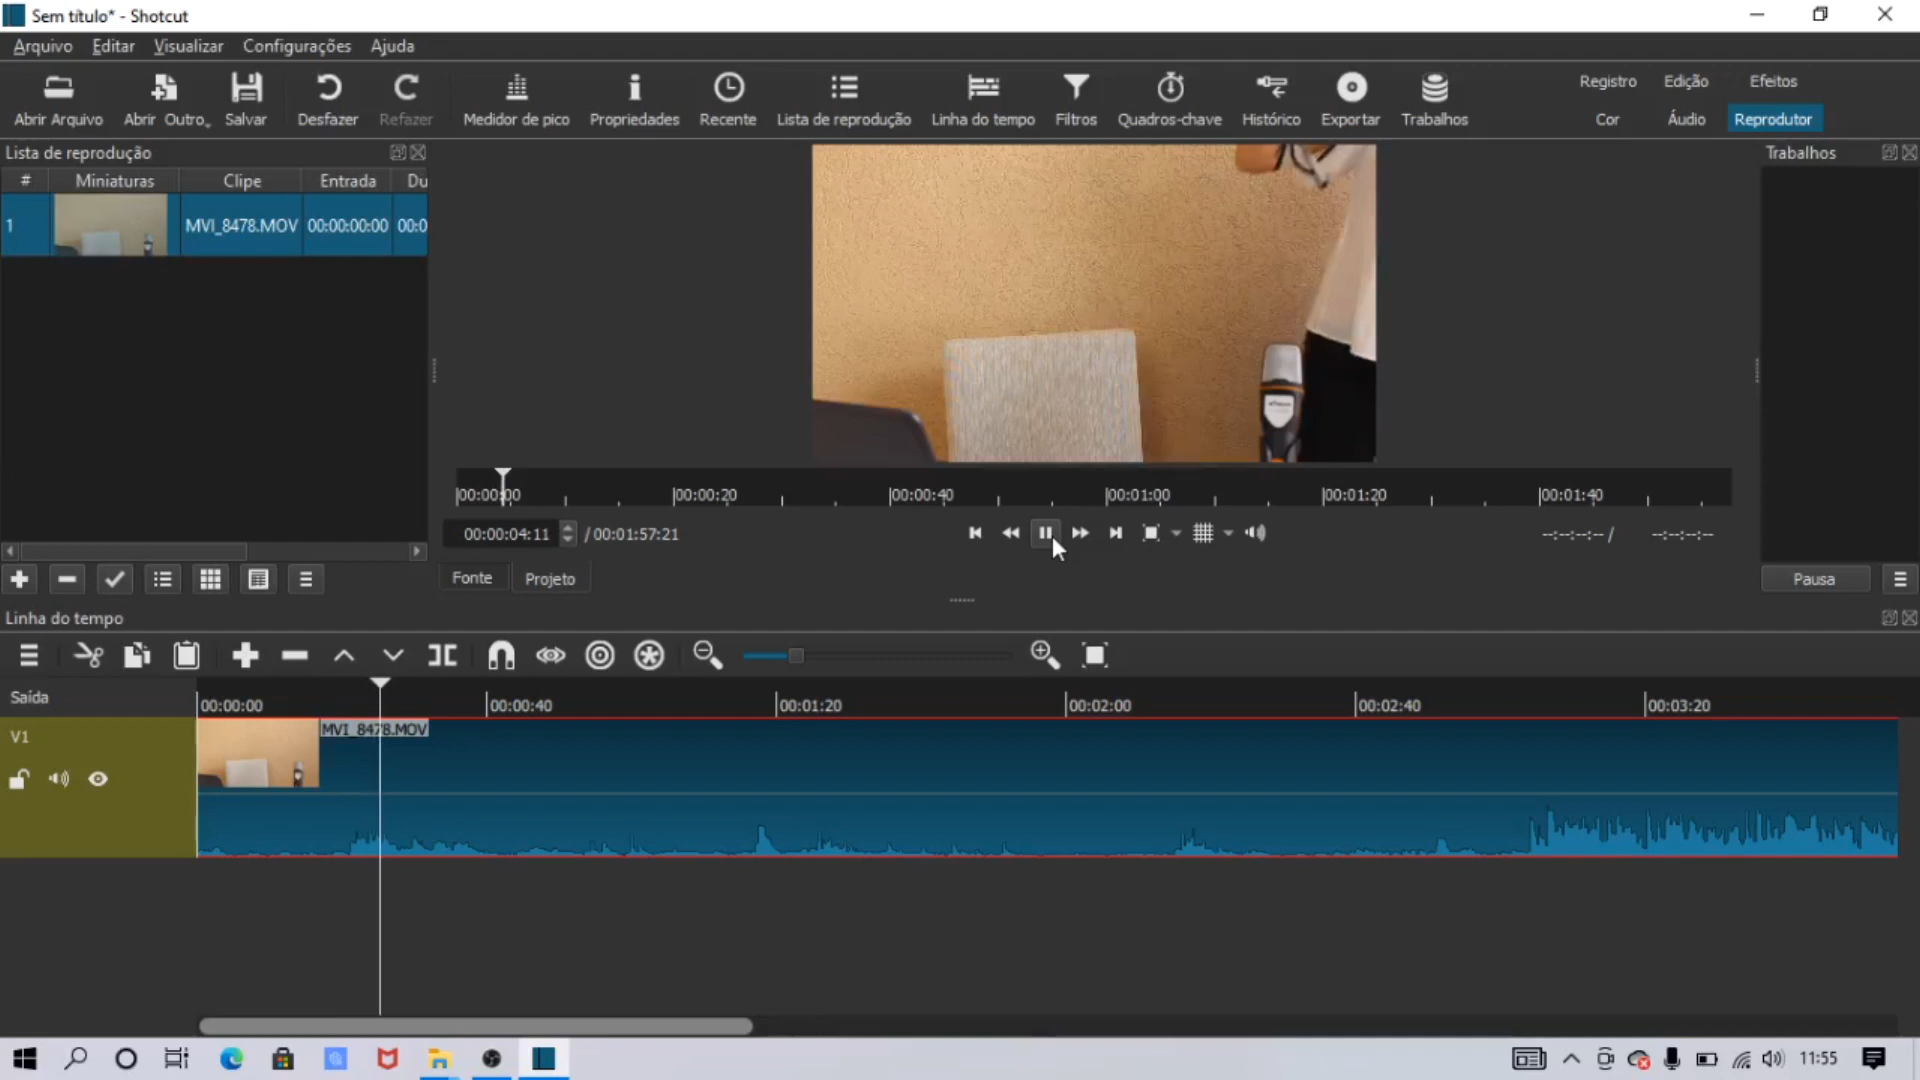 Sem título* - Shotcut
Arquivo Editar Visualizar Configurações Ajuda
Abrir Arquivo Abrir Outro Salvar Desfazer Refazer Medidor de pico Propriedades Recente Lista de reprodução Linha do tempo Filtros Quadros-chave Histórico Exportar Trabalhos
Registro Edição Efeitos
Cor Áudio Reprodutor
Lista de reprodução
# Miniaturas Clipe Entrada Du
1 MVI_8478.MOV 00:00:00:00 00:0
Trabalhos
00:00:00 00:00:20 00:00:40 00:01:00 00:01:20 00:01:40
00:00:04:11 / 00:01:57:21 --:--:--:-- / --:--:--:--
Fonte Projeto
Pausa
Linha do tempo
Saída 00:00:00 00:00:40 00:01:20 00:02:00 00:02:40 00:03:20
V1 MVI_8478.MOV
11:55